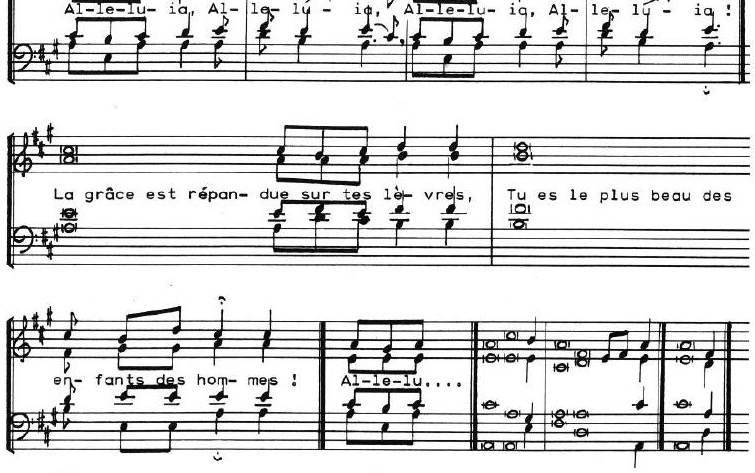 Al-le-lu-ia, Al-le-lu-ia, Al-le-lu-ia, Al-le-lu-ia !
La grâce est répan-due sur tes lè-vres, Tu es le plus beau des
en-fants des hom-mes ! Al-le-lu....